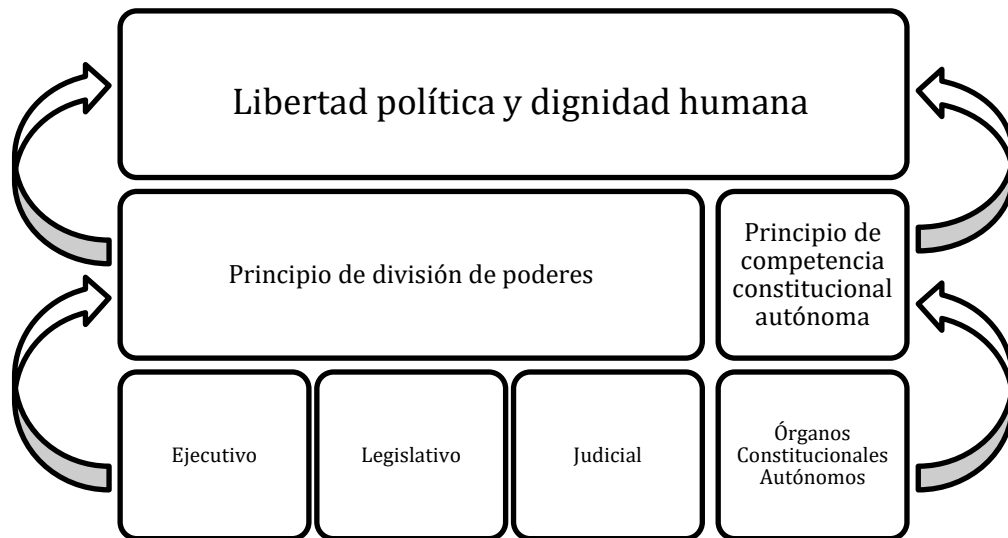 Libertad política y dignidad humana
Principio de división de poderes
Principio de
competencia
constitucional
autónoma
Ejecutivo
Legislativo
Judicial
Órganos
Constitucionales
Autónomos